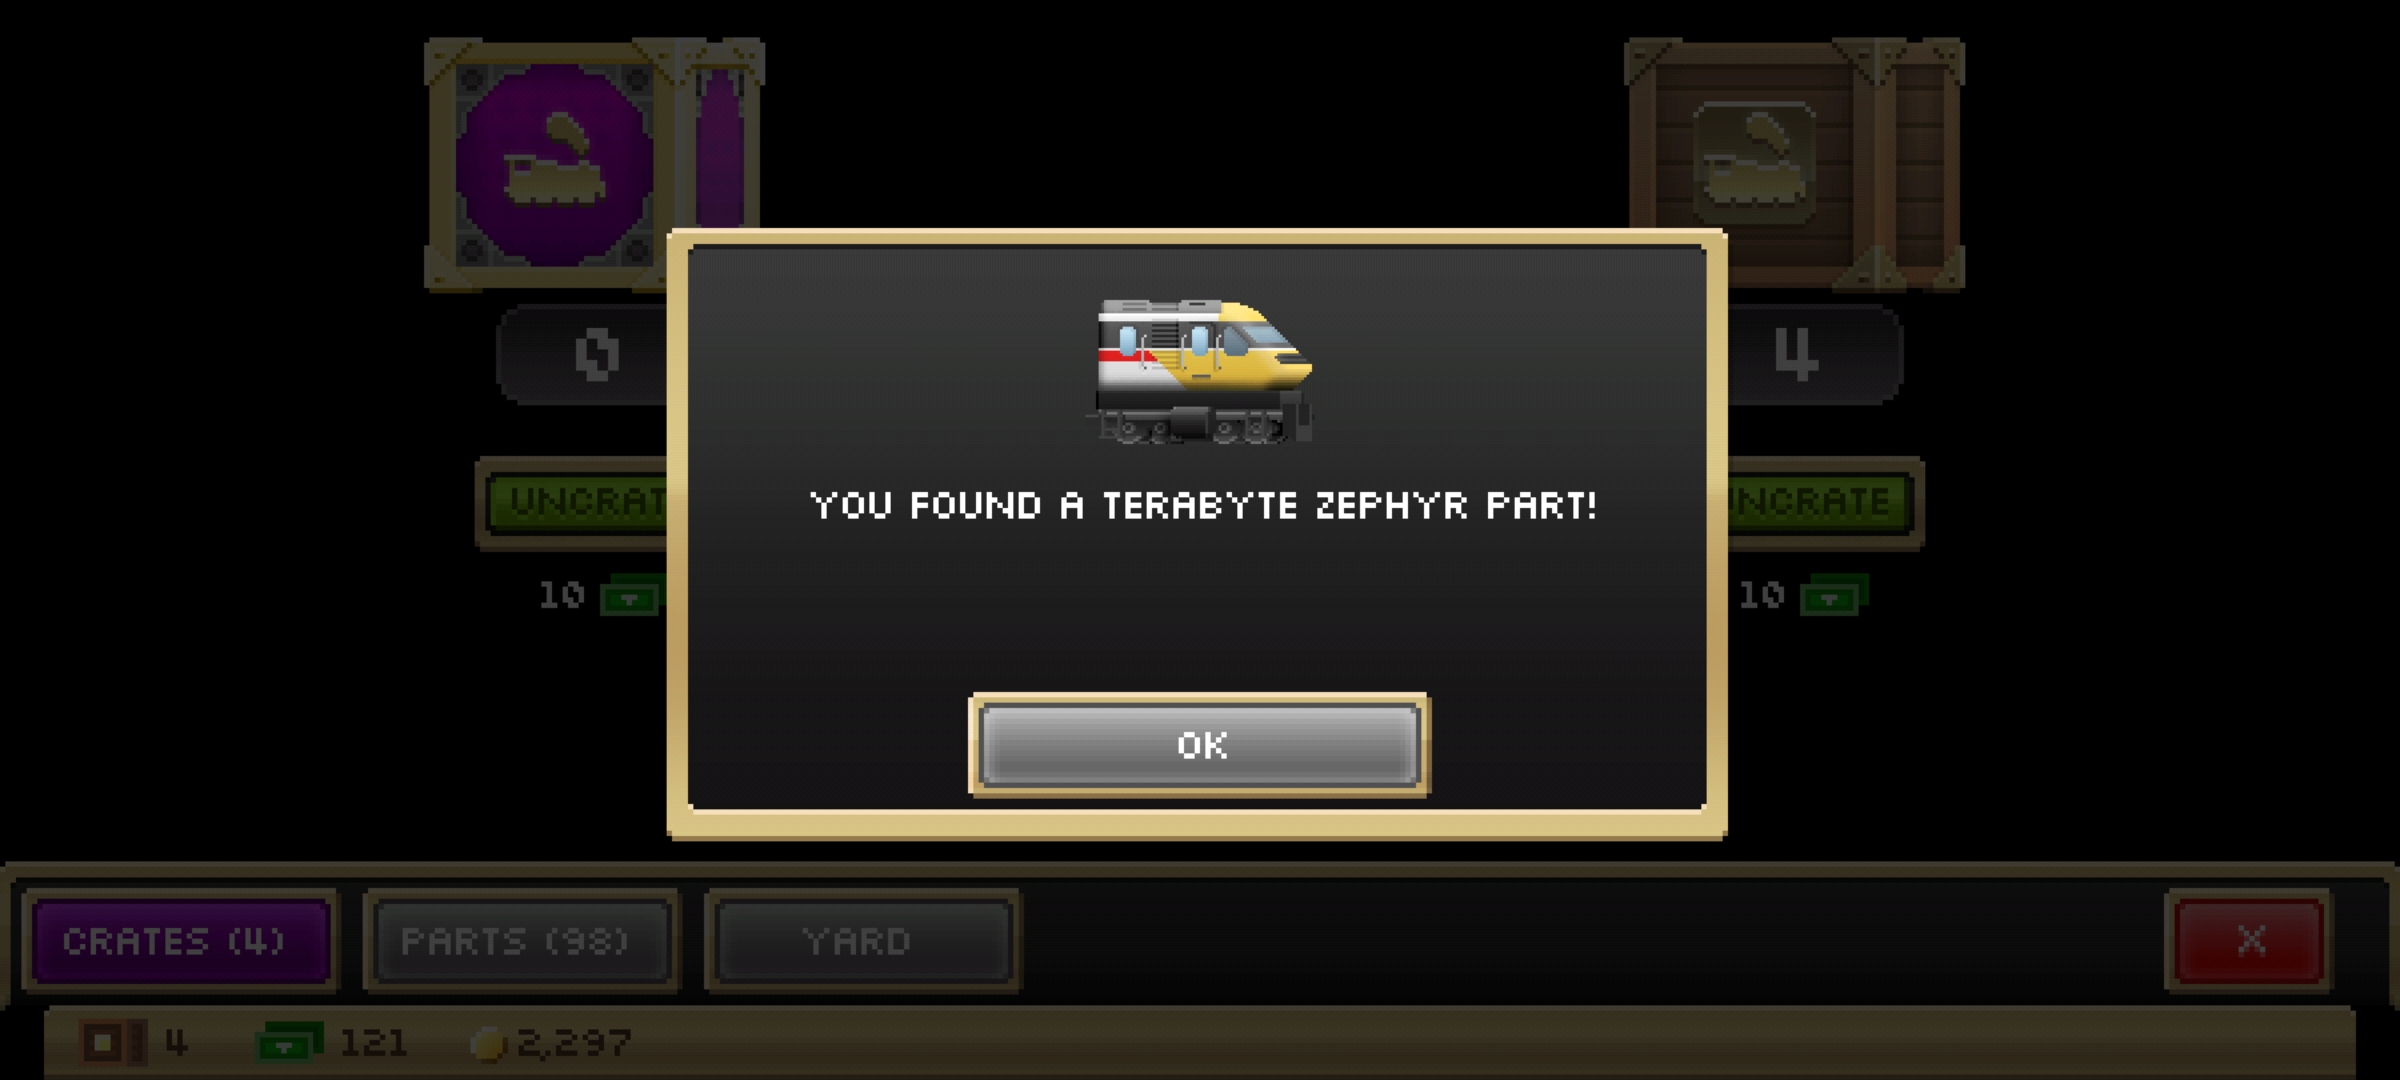 0
4
UNCRAT
NCRATE
10
10
YOU FOUND A TERABYTE ZEPHYR PART!
OK
CRATES (4)
PARTS (98)
YARD
X
4
121
2,297